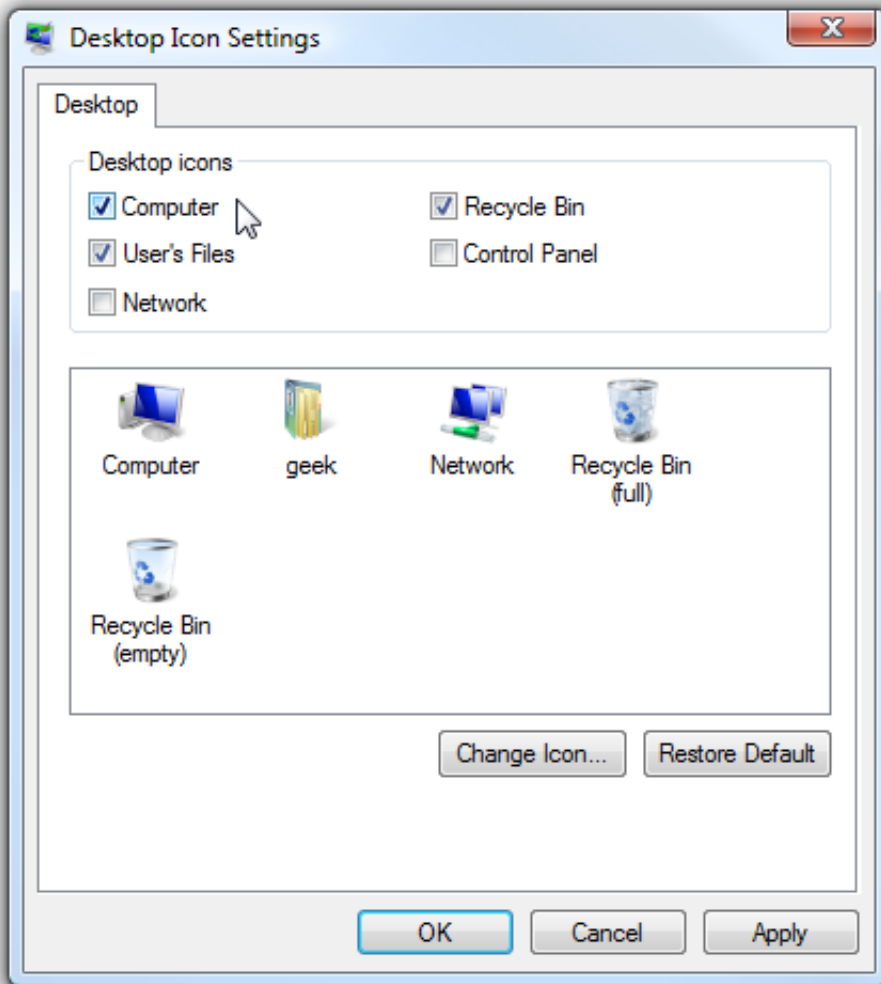 Desktop Icon Settings
Desktop
Desktop icons
Computer
Recycle Bin
User's Files
Control Panel
Network
Computer
geek
Network
Recycle Bin
(full)
Recycle Bin
(empty)
Change Icon...
Restore Default
OK
Cancel
Apply